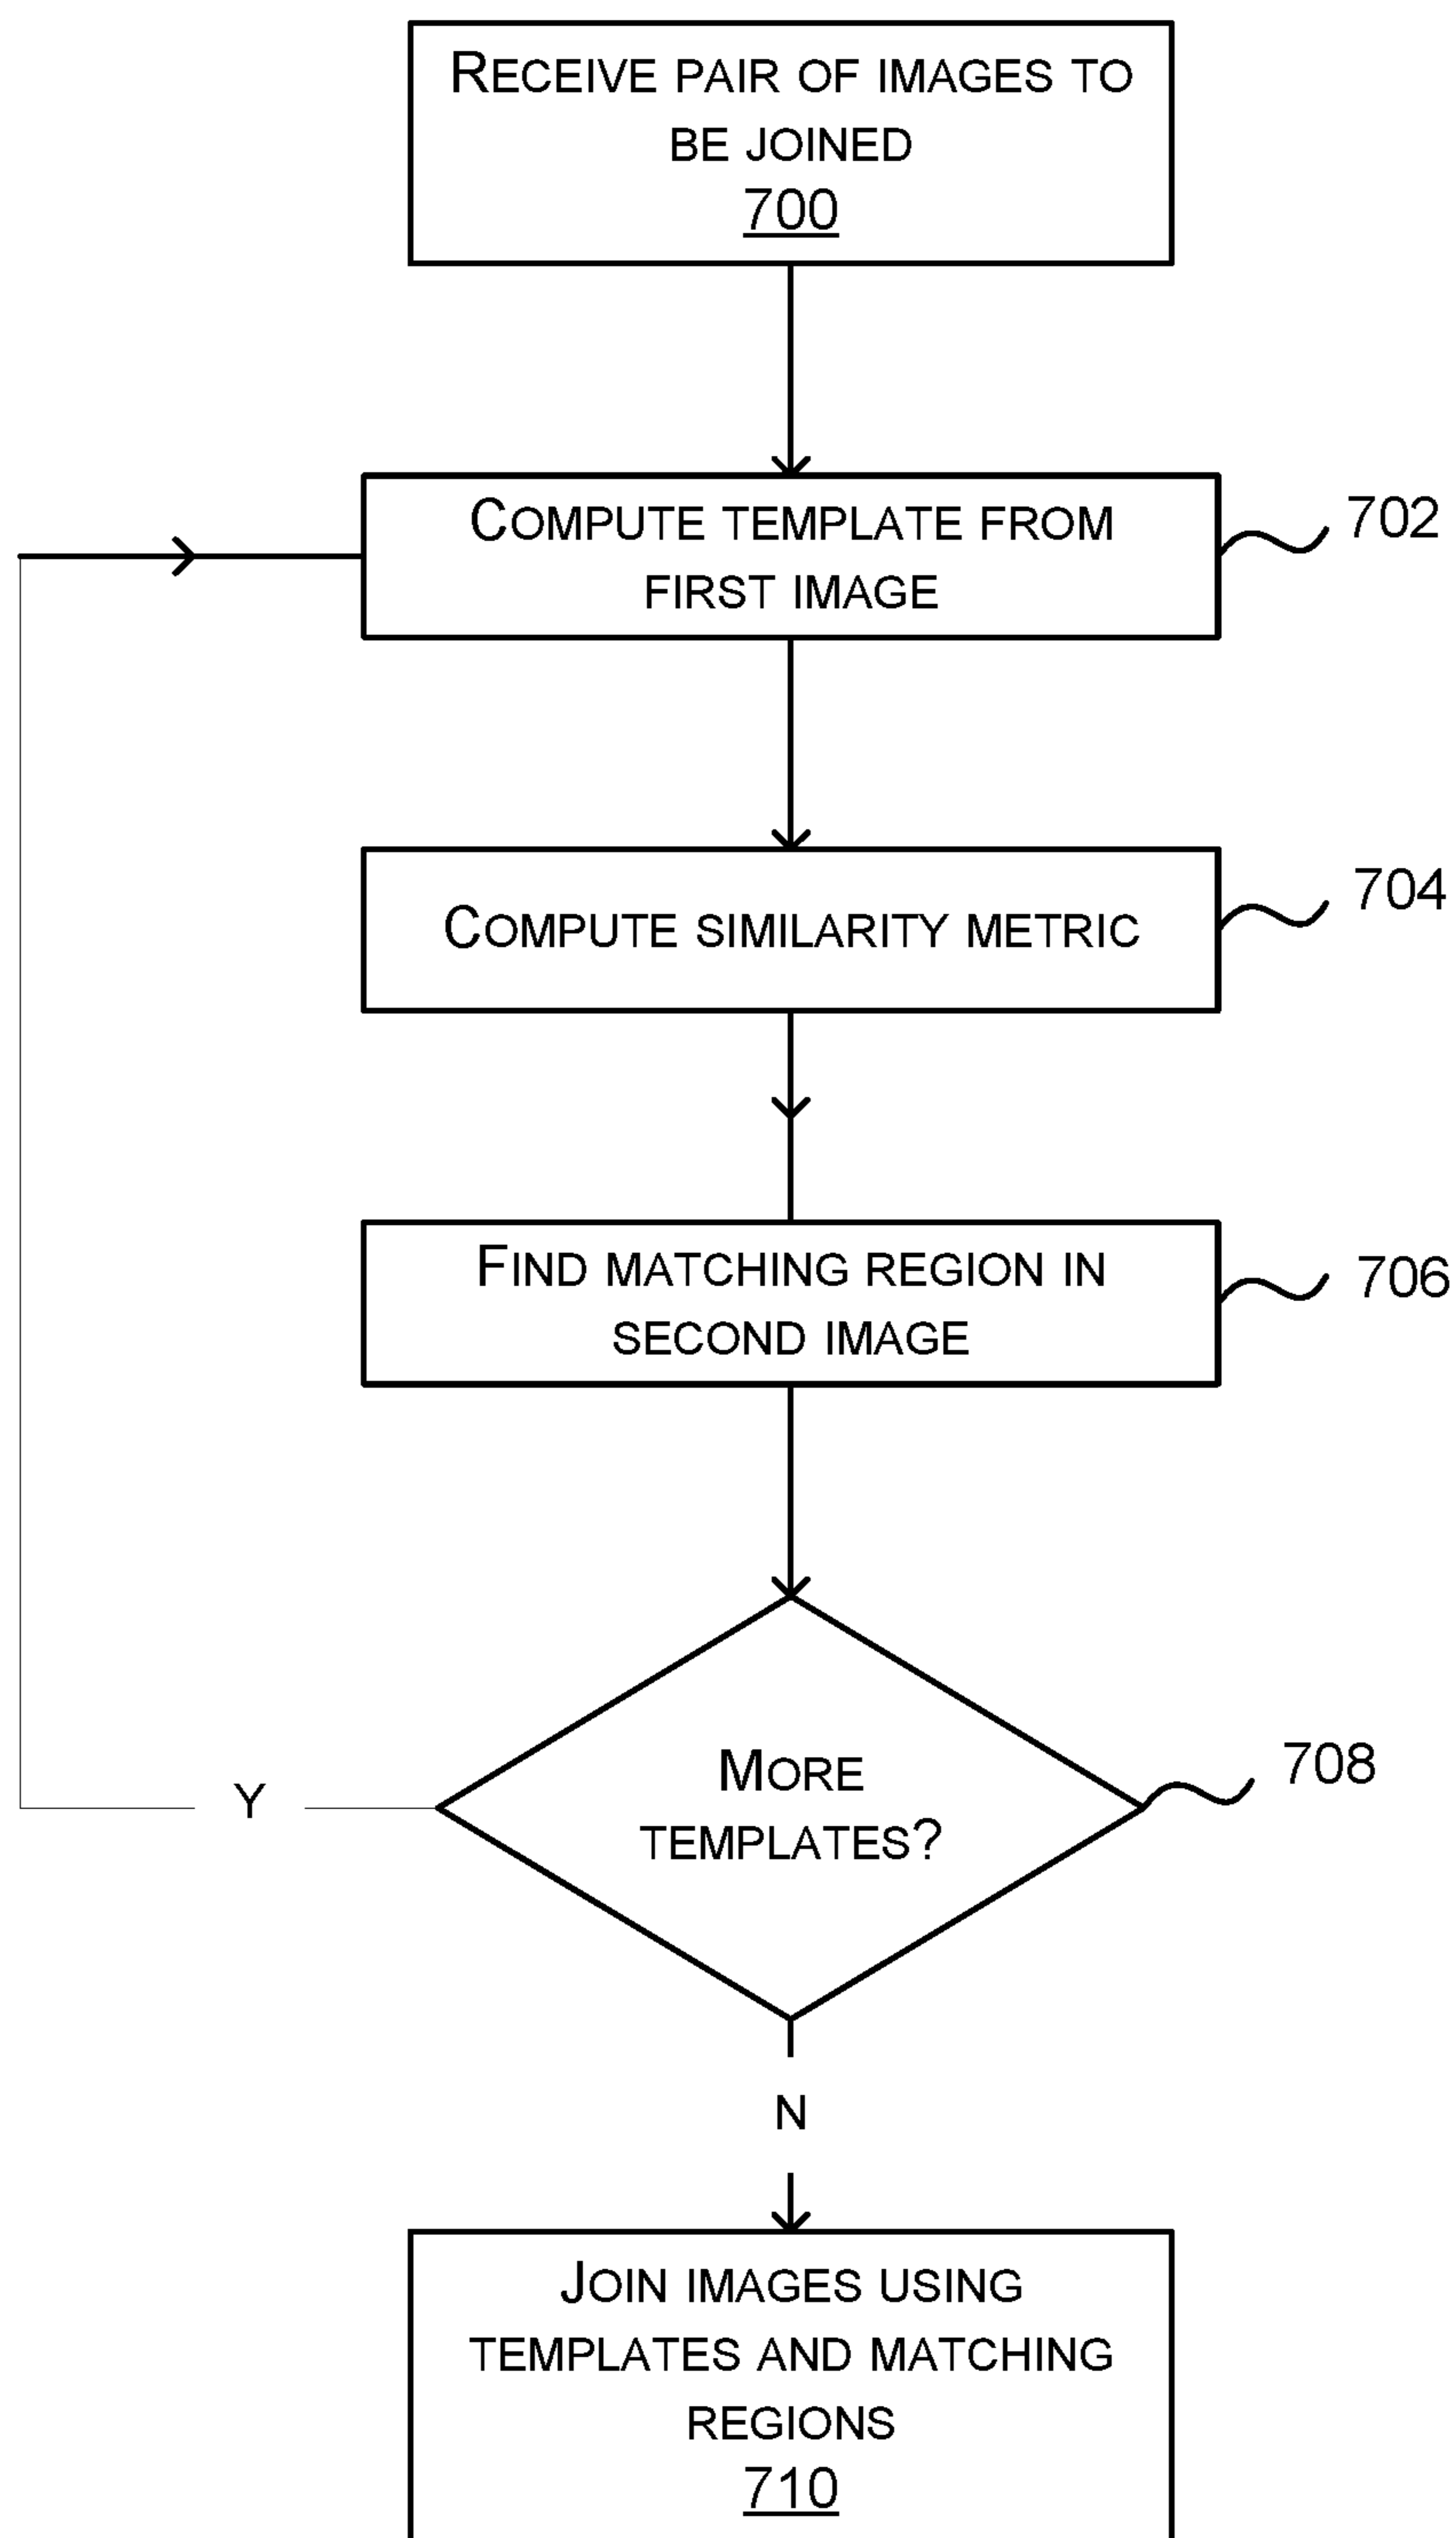 RECEIVE PAIR OF IMAGES TO
BE JOINED
700
COMPUTE TEMPLATE FROM
FIRST IMAGE
702
COMPUTE SIMILARITY METRIC
704
FIND MATCHING REGION IN
SECOND IMAGE
706
MORE
TEMPLATES?
708
Y
N
JOIN IMAGES USING
TEMPLATES AND MATCHING
REGIONS
710